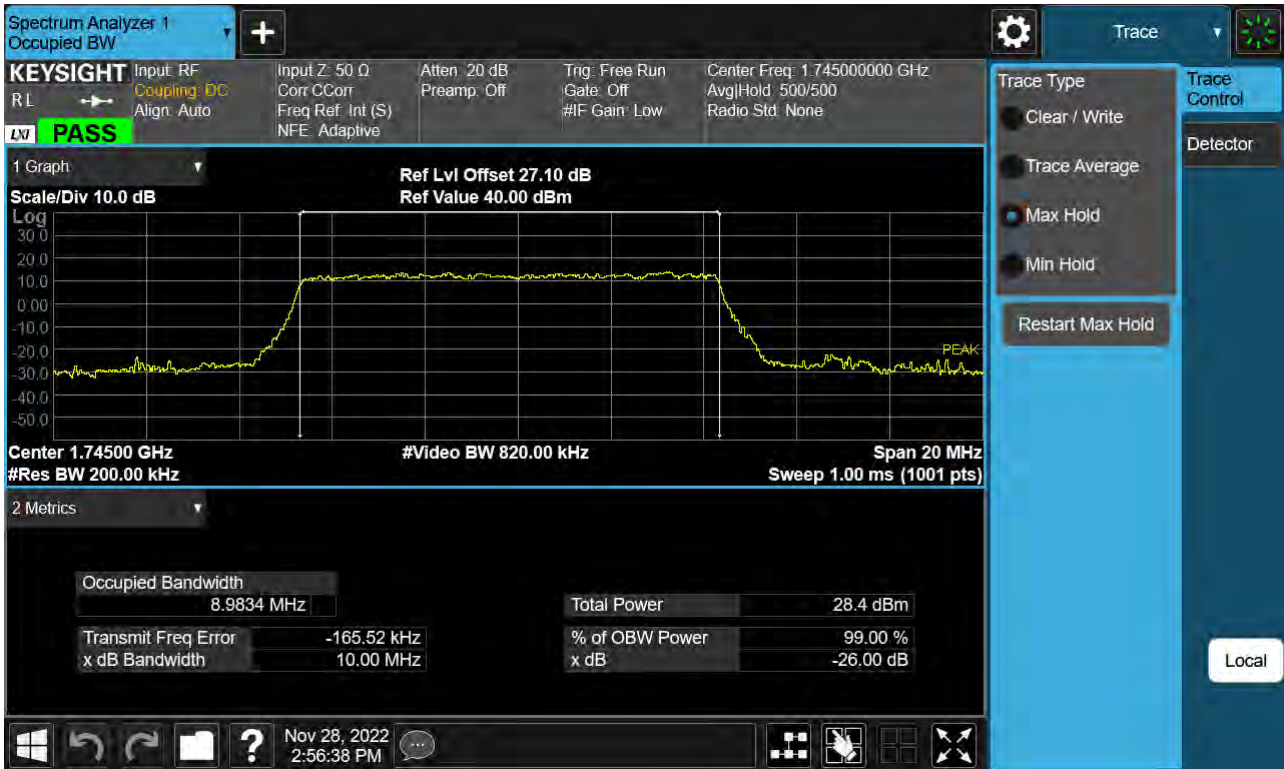 Spectrum Analyzer 1
Occupied BW
Trace
KEYSIGHT
RL
LXI PASS
Input: RF
Coupling: DC
Align: Auto
Input Z: 50 Ω
Corr CCorr
Freq Ref: Int (S)
NFE: Adaptive
Atten: 20 dB
Preamp: Off
Trig: Free Run
Gate: Off
#IF Gain: Low
Center Freq: 1.745000000 GHz
Avg|Hold: 500/500
Radio Std: None
1 Graph
Scale/Div 10.0 dB
Ref Lvl Offset 27.10 dB
Ref Value 40.00 dBm
Log
30.0
20.0
10.0
0.00
-10.0
-20.0
-30.0
-40.0
-50.0
PEAK
Center 1.74500 GHz
#Res BW 200.00 kHz
#Video BW 820.00 kHz
Span 20 MHz
Sweep 1.00 ms (1001 pts)
2 Metrics
Occupied Bandwidth
8.9834 MHz
Transmit Freq Error -165.52 kHz
x dB Bandwidth 10.00 MHz
Total Power 28.4 dBm
% of OBW Power 99.00 %
x dB -26.00 dB
Trace Type
Clear / Write
Trace Average
Max Hold
Min Hold
Restart Max Hold
Trace
Control
Detector
Local
Nov 28, 2022
2:56:38 PM